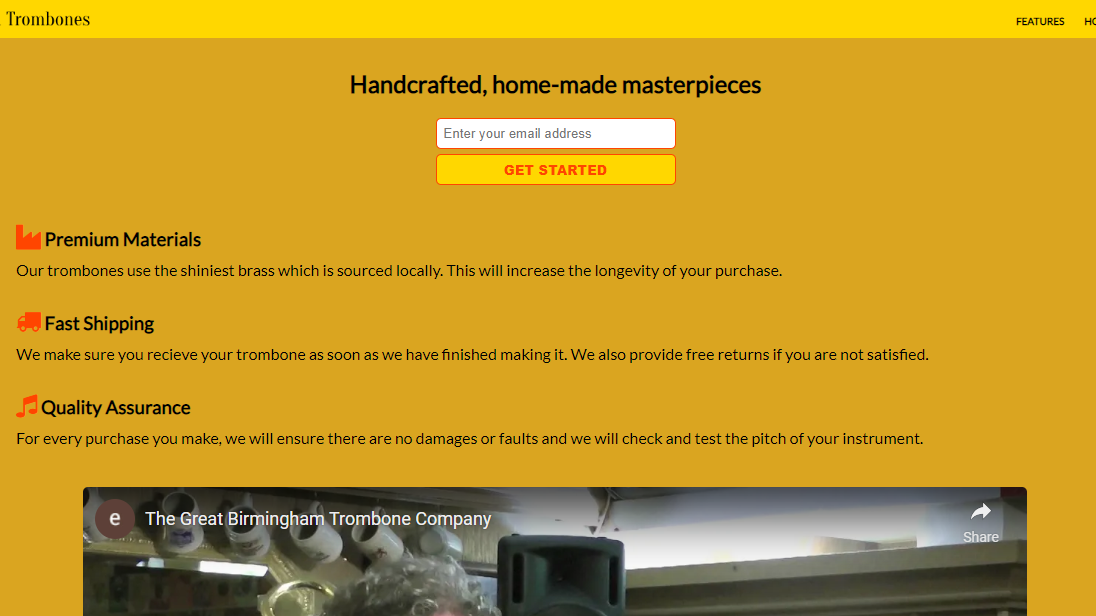 Trombones
FEATURES
Handcrafted, home-made masterpieces
Enter your email address
GET STARTED
Premium Materials
Our trombones use the shiniest brass which is sourced locally. This will increase the longevity of your purchase.
Fast Shipping
We make sure you recieve your trombone as soon as we have finished making it. We also provide free returns if you are not satisfied.
Quality Assurance
For every purchase you make, we will ensure there are no damages or faults and we will check and test the pitch of your instrument.
e The Great Birmingham Trombone Company
Share